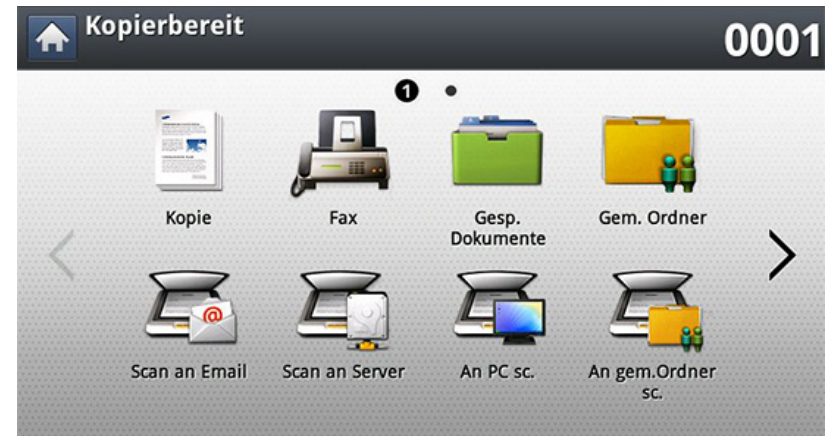 Kopierbereit
0001
1
Kopie
Fax
Gesp.
Dokumente
Gem. Ordner
@
Scan an Email
Scan an Server
An PC sc.
An gem.Ordner
sc.